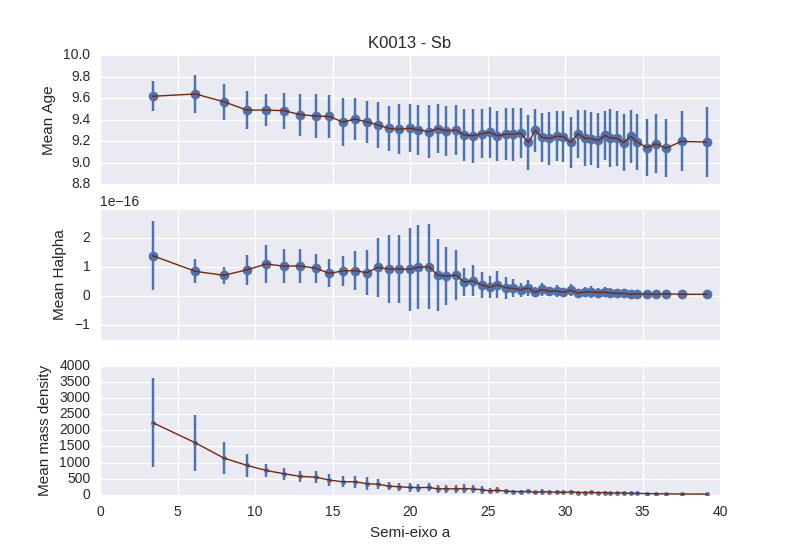 K0013 - Sb
Mean Age
10.0
9.8
9.6
9.4
9.2
9.0
8.8
1e−16
Mean Halpha
2
1
0
−1
Mean mass density
4000
3500
3000
2500
2000
1500
1000
500
0
0 5 10 15 20 25 30 35 40
Semi-eixo a